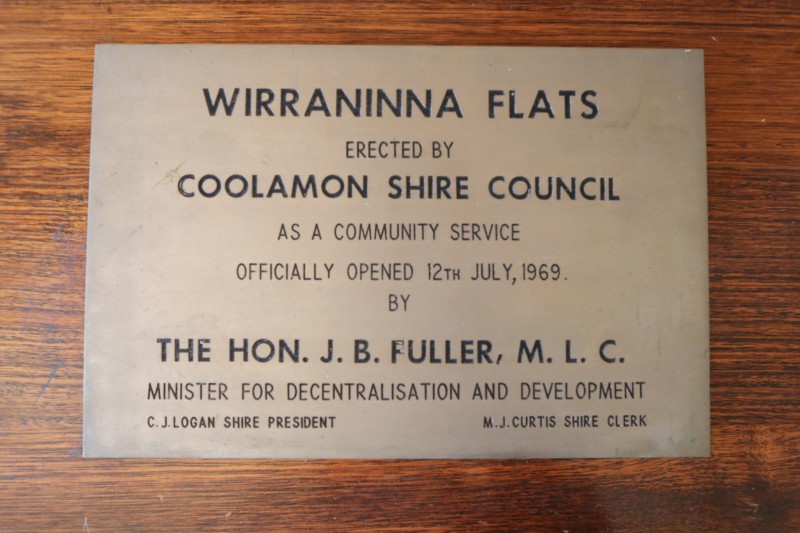 WIRRANINNA FLATS
ERECTED BY
COOLAMON SHIRE COUNCIL
AS A COMMUNITY SERVICE
OFFICIALLY OPENED 12TH JULY, 1969.
BY
THE HON. J. B. FULLER, M. L. C.
MINISTER FOR DECENTRALISATION AND DEVELOPMENT
C.J.LOGAN SHIRE PRESIDENT M.J.CURTIS SHIRE CLERK